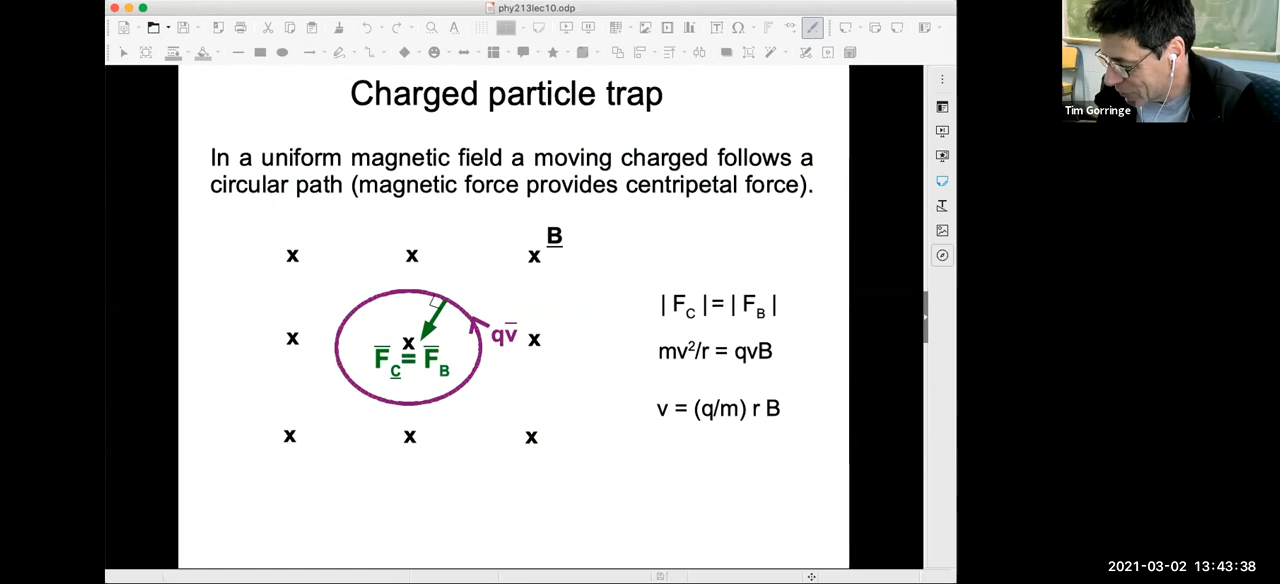 phy213lec10.odp
Charged particle trap
In a uniform magnetic field a moving charged follows a
circular path (magnetic force provides centripetal force).
x x x B
x x qv x
F_C = F_B
x x x
| F_C | = | F_B |
mv²/r = qvB
v = (q/m) r B
Tim Gorringe
2021-03-02 13:43:38